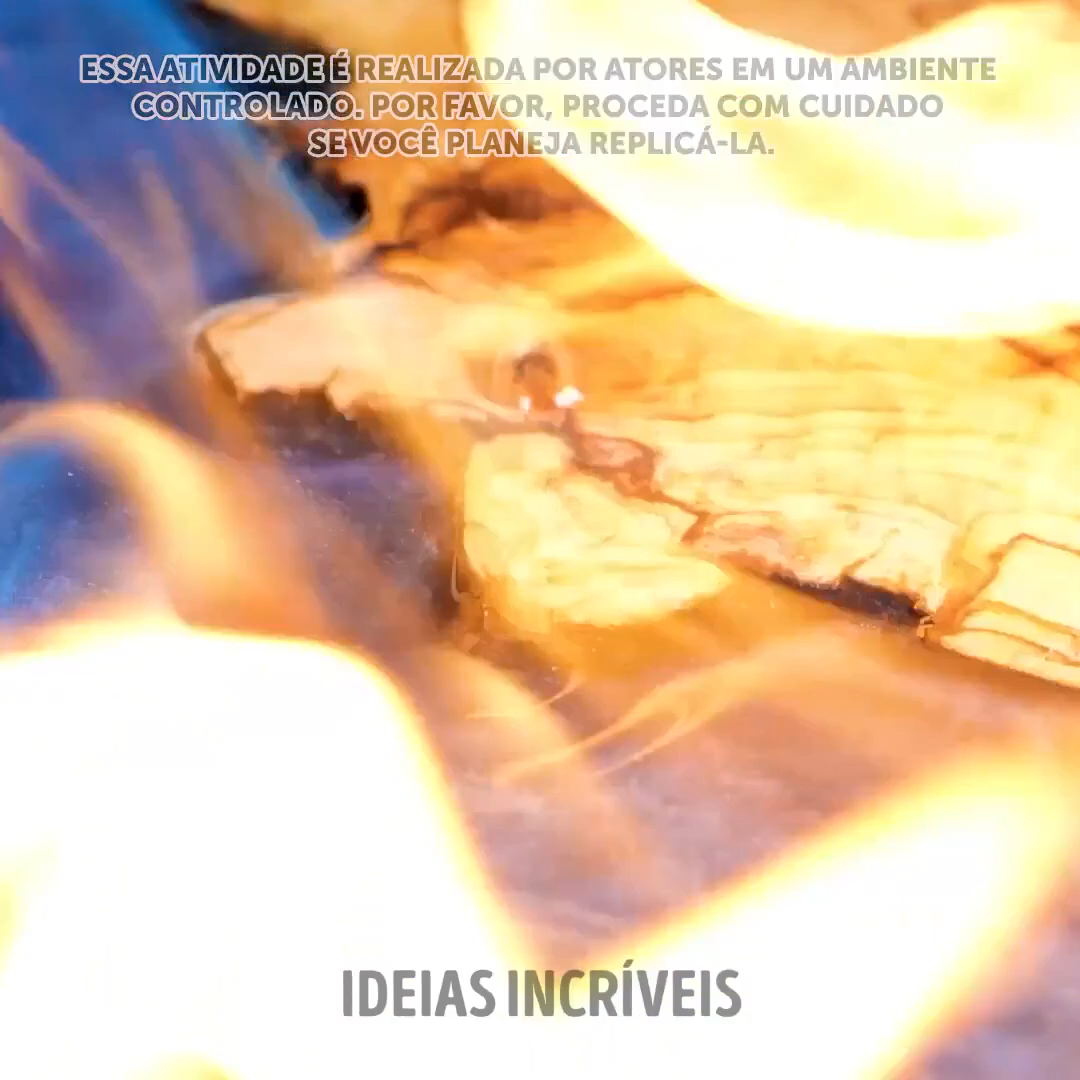 ESSA ATIVIDADE É REALIZADA POR ATORES EM UM AMBIENTE
CONTROLADO. POR FAVOR, PROCEDA COM CUIDADO
SE VOCÊ PLANEJA REPLICÁ-LA.
IDEIAS INCRÍVEIS